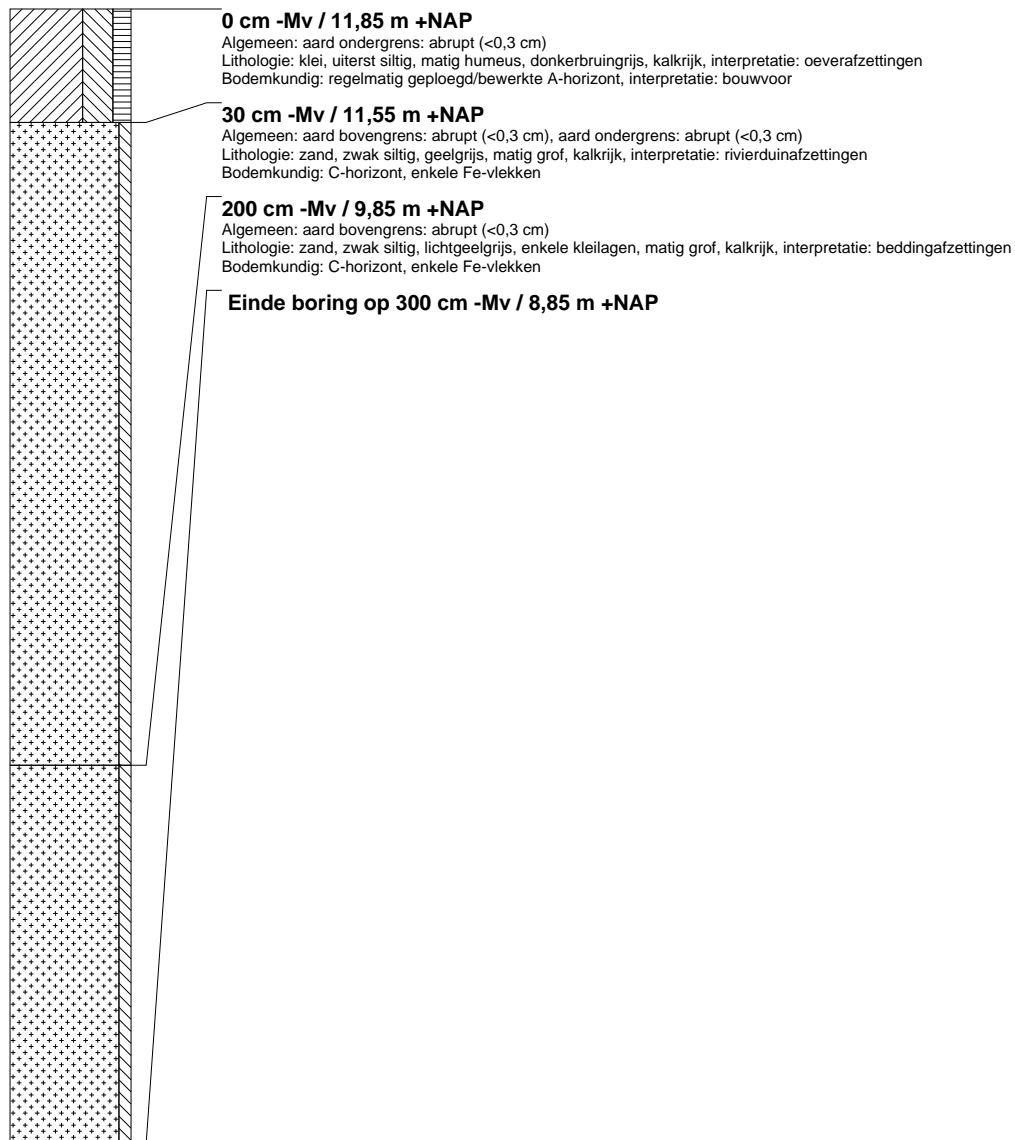 0 cm -Mv / 11,85 m +NAP
Algemeen: aard ondergrens: abrupt (<0,3 cm)
Lithologie: klei, uiterst siltig, matig humeus, donkerbruingrijs, kalkrijk, interpretatie: oeverafzettingen
Bodemkundig: regelmatig geploegd/bewerkte A-horizont, interpretatie: bouwvoor
30 cm -Mv / 11,55 m +NAP
Algemeen: aard bovengrens: abrupt (<0,3 cm), aard ondergrens: abrupt (<0,3 cm)
Lithologie: zand, zwak siltig, geelgrijs, matig grof, kalkrijk, interpretatie: rivierduinafzettingen
Bodemkundig: C-horizont, enkele Fe-vlekken
200 cm -Mv / 9,85 m +NAP
Algemeen: aard bovengrens: abrupt (<0,3 cm)
Lithologie: zand, zwak siltig, lichtgeelgrijs, enkele kleilagen, matig grof, kalkrijk, interpretatie: beddingafzettingen
Bodemkundig: C-horizont, enkele Fe-vlekken
Einde boring op 300 cm -Mv / 8,85 m +NAP